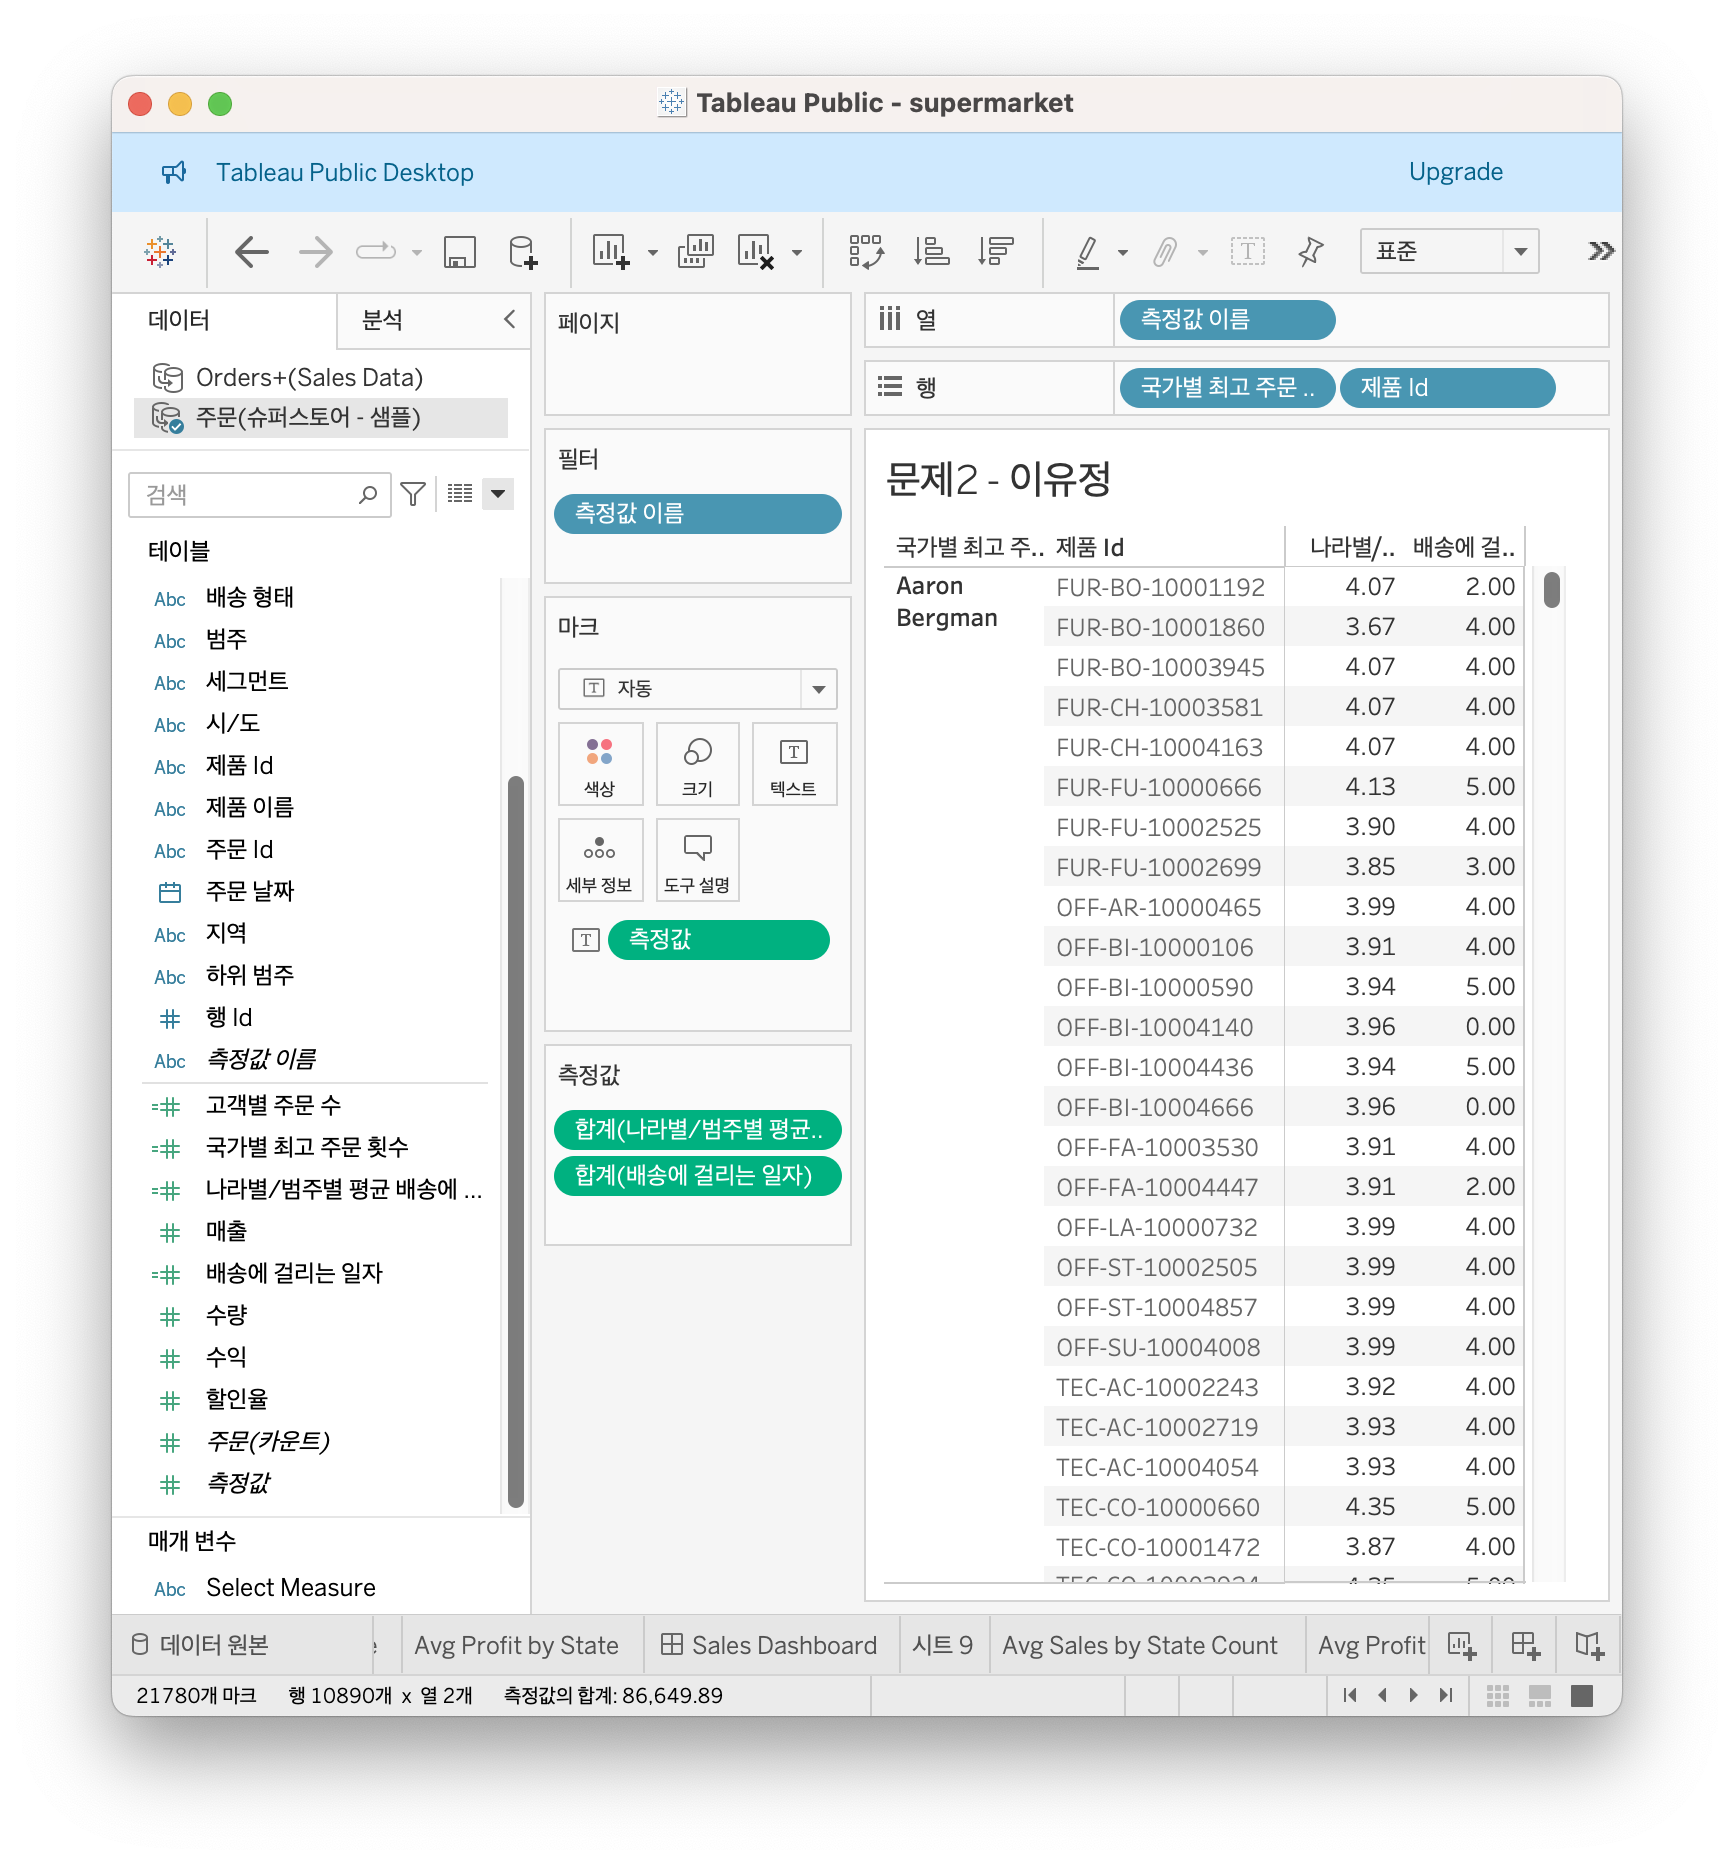 Tableau Public - supermarket
Tableau Public Desktop
Upgrade
표준
데이터
분석
Orders+(Sales Data)
주문(슈퍼스토어 - 샘플)
검색
테이블
Abc 배송 형태
Abc 범주
Abc 세그먼트
Abc 시/도
Abc 제품 Id
Abc 제품 이름
Abc 주문 Id
주문 날짜
Abc 지역
Abc 하위 범주
행 Id
Abc 측정값 이름
고객별 주문 수
국가별 최고 주문 횟수
나라별/범주별 평균 배송에 ...
매출
배송에 걸리는 일자
수량
수익
할인율
주문(카운트)
측정값
매개 변수
Abc Select Measure
페이지
필터
측정값 이름
마크
자동
색상
크기
텍스트
세부 정보
도구 설명
측정값
측정값
합계(나라별/범주별 평균..
합계(배송에 걸리는 일자)
열
측정값 이름
행
국가별 최고 주문 ..
제품 Id
문제2 - 이유정
국가별 최고 주.. 제품 Id 나라별/.. 배송에 걸..
Aaron
Bergman
FUR-BO-10001192 4.07 2.00
FUR-BO-10001860 3.67 4.00
FUR-BO-10003945 4.07 4.00
FUR-CH-10003581 4.07 4.00
FUR-CH-10004163 4.07 4.00
FUR-FU-10000666 4.13 5.00
FUR-FU-10002525 3.90 4.00
FUR-FU-10002699 3.85 3.00
OFF-AR-10000465 3.99 4.00
OFF-BI-10000106 3.91 4.00
OFF-BI-10000590 3.94 5.00
OFF-BI-10004140 3.96 0.00
OFF-BI-10004436 3.94 5.00
OFF-BI-10004666 3.96 0.00
OFF-FA-10003530 3.91 4.00
OFF-FA-10004447 3.91 2.00
OFF-LA-10000732 3.99 4.00
OFF-ST-10002505 3.99 4.00
OFF-ST-10004857 3.99 4.00
OFF-SU-10004008 3.99 4.00
TEC-AC-10002243 3.92 4.00
TEC-AC-10002719 3.93 4.00
TEC-AC-10004054 3.93 4.00
TEC-CO-10000660 4.35 5.00
TEC-CO-10001472 3.87 4.00
데이터 원본
Avg Profit by State
Sales Dashboard
시트 9
Avg Sales by State Count
Avg Profit
21780개 마크 행 10890개 x 열 2개 측정값의 합계: 86,649.89